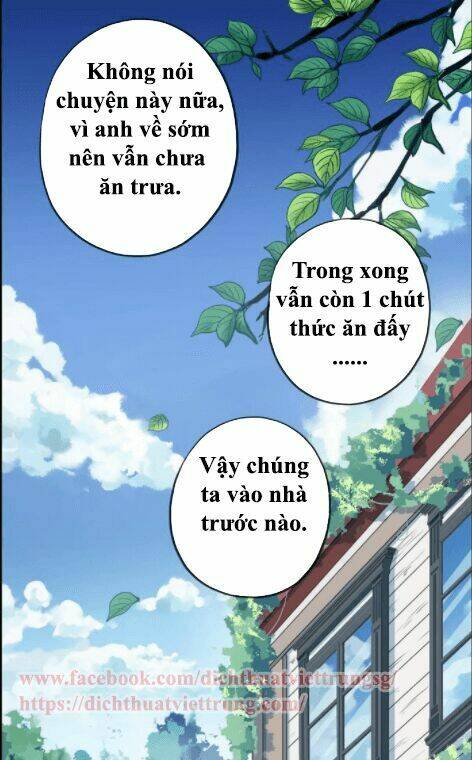 Không nói
chuyện này nữa,
vì anh về sớm
nên vẫn chưa
ăn trưa.
Trong xong
vẫn còn 1 chút
thức ăn đấy
......
Vậy chúng
ta vào nhà
trước nào.
www.facebook.com/dichthuatviettrungsg/
https://dichthuatviettrung.com/